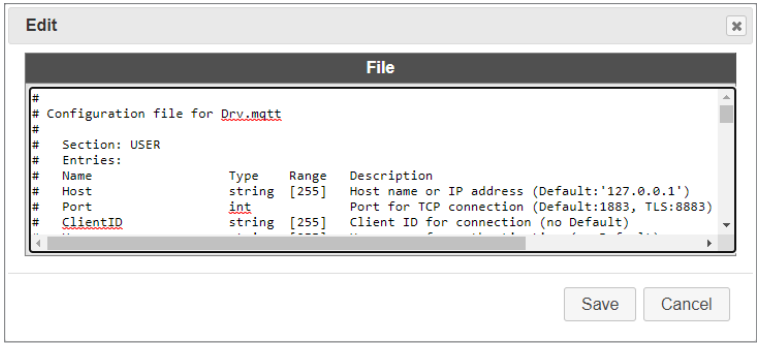 Edit
File
#
# Configuration file for Drv.mqtt
#
#   Section: USER
#   Entries:
#   Name                  Type    Range   Description
#   Host                  string  [255]   Host name or IP address (Default:'127.0.0.1')
#   Port                  int             Port for TCP connection (Default:1883, TLS:8883)
#   ClientID              string  [255]   Client ID for connection (no Default)
Save Cancel